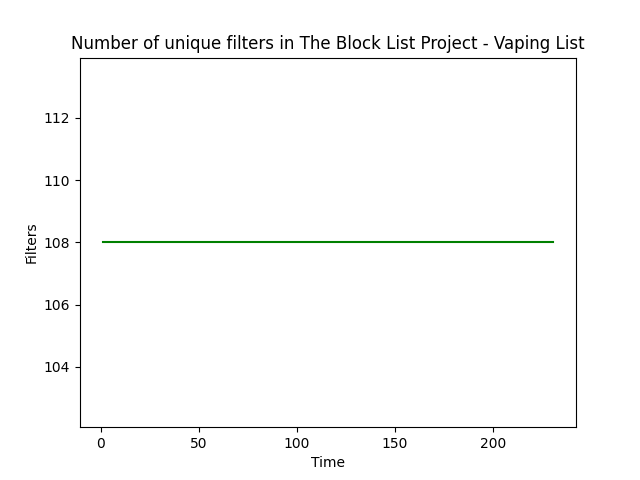 Number of unique filters in The Block List Project - Vaping List
112
110
108
106
104
Filters
0 50 100 150 200
Time